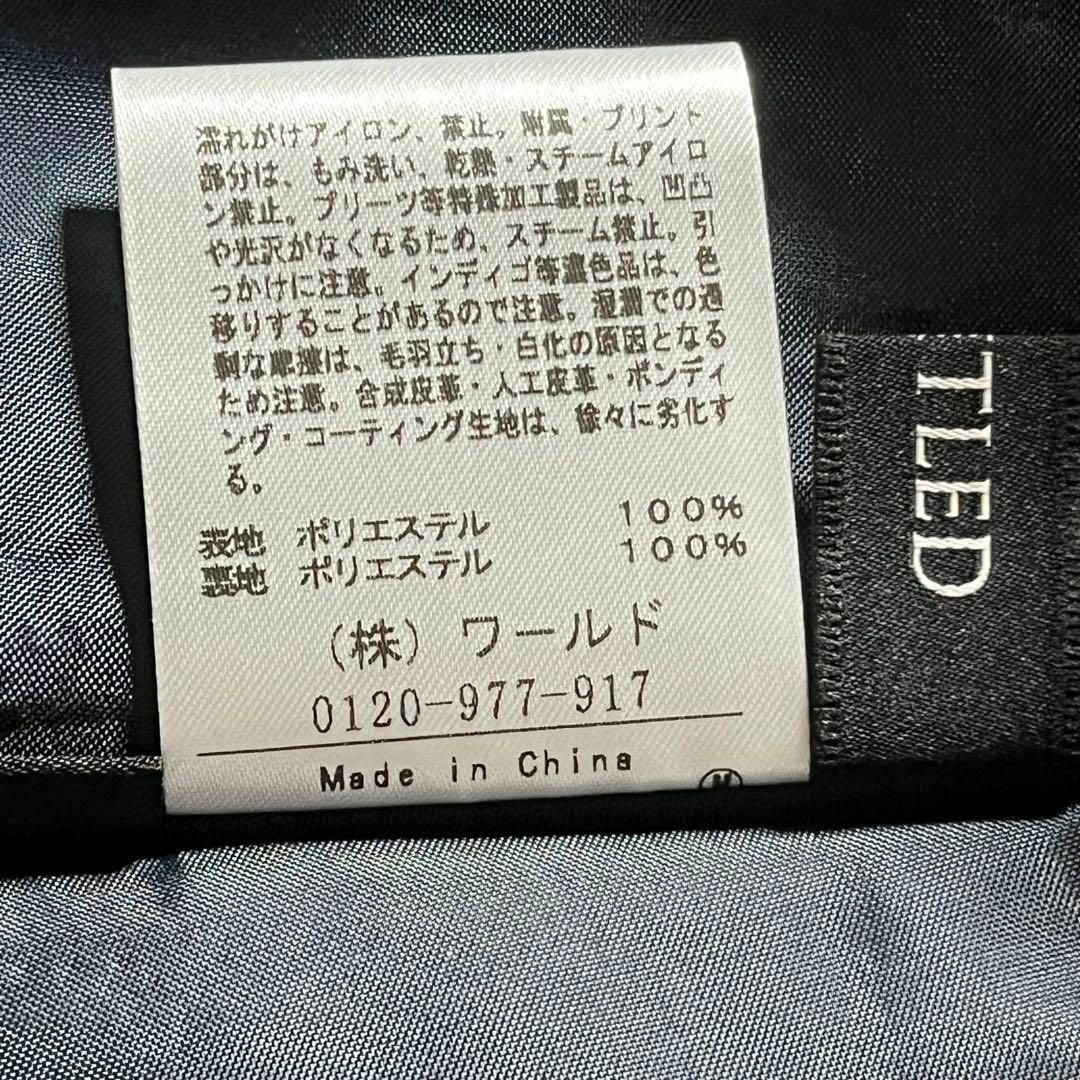 濡れがけアイロン、禁止。附属・プリント
部分は、もみ洗い、乾熱・スチームアイロ
ン禁止。プリーツ等特殊加工製品は、凹凸
や光沢がなくなるため、スチーム禁止。引
っかけに注意。インディゴ等濃色品は、色
移りすることがあるので注意。湿潤での過
剰な摩擦は、毛羽立ち・白化の原因となる
ため注意。合成皮革・人工皮革・ボンディ
ング・コーティング生地は、徐々に劣化す
る。
表地 ポリエステル 100%
裏地 ポリエステル 100%
(株) ワールド
0120-977-917
Made in China
TLED